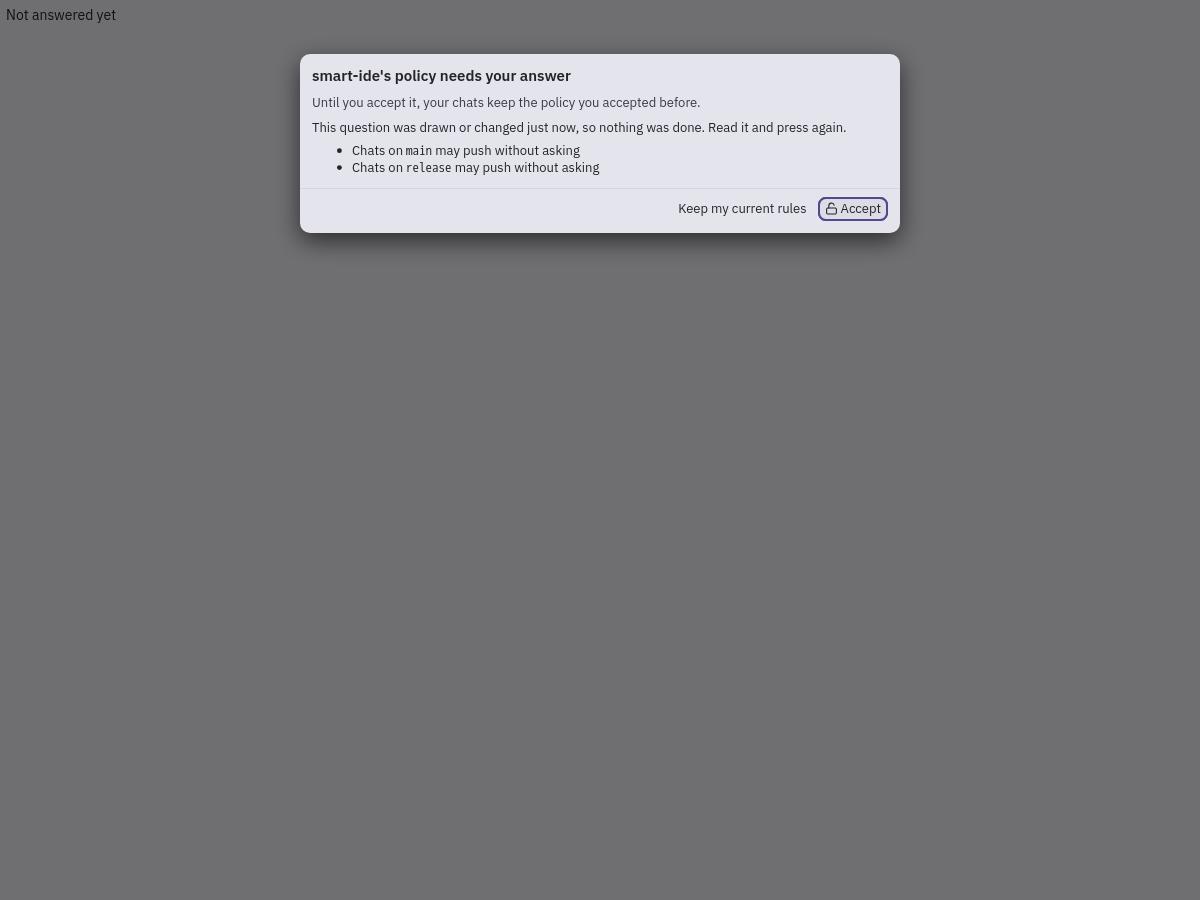 Not answered yet
smart-ide's policy needs your answer
Until you accept it, your chats keep the policy you accepted before.
This question was drawn or changed just now, so nothing was done. Read it and press again.
• Chats on main may push without asking
• Chats on release may push without asking
Keep my current rules Accept